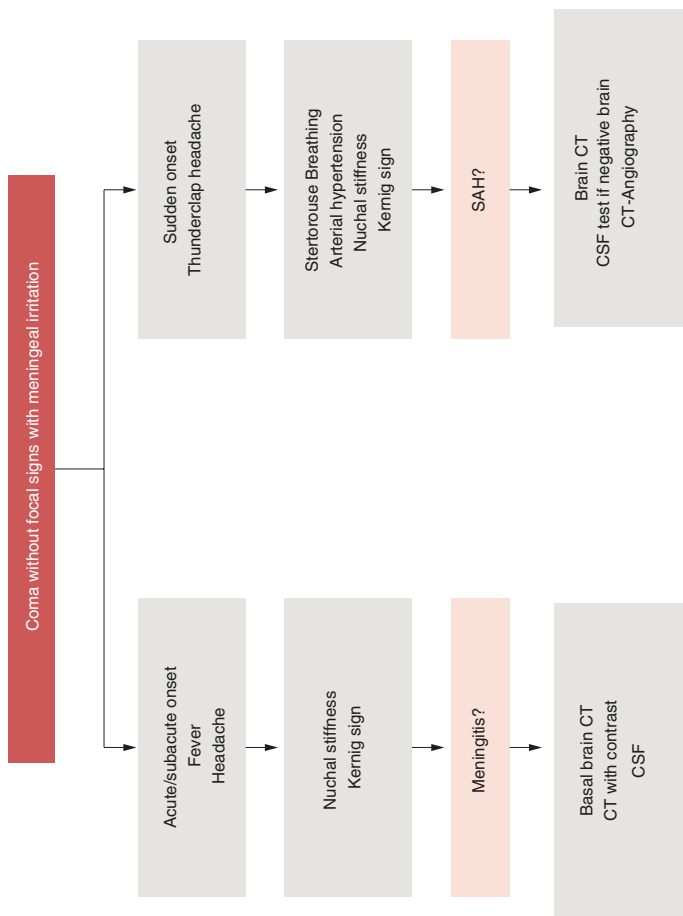 Coma without focal signs with meningeal irritation
Acute/subacute onset
Fever
Headache
Nuchal stiffness
Kernig sign
Meningitis?
Basal brain CT
CT with contrast
CSF
Sudden onset
Thunderclap headache
Stertorouse Breathing
Arterial hypertension
Nuchal stiffness
Kernig sign
SAH?
Brain CT
CSF test if negative brain
CT-Angiography